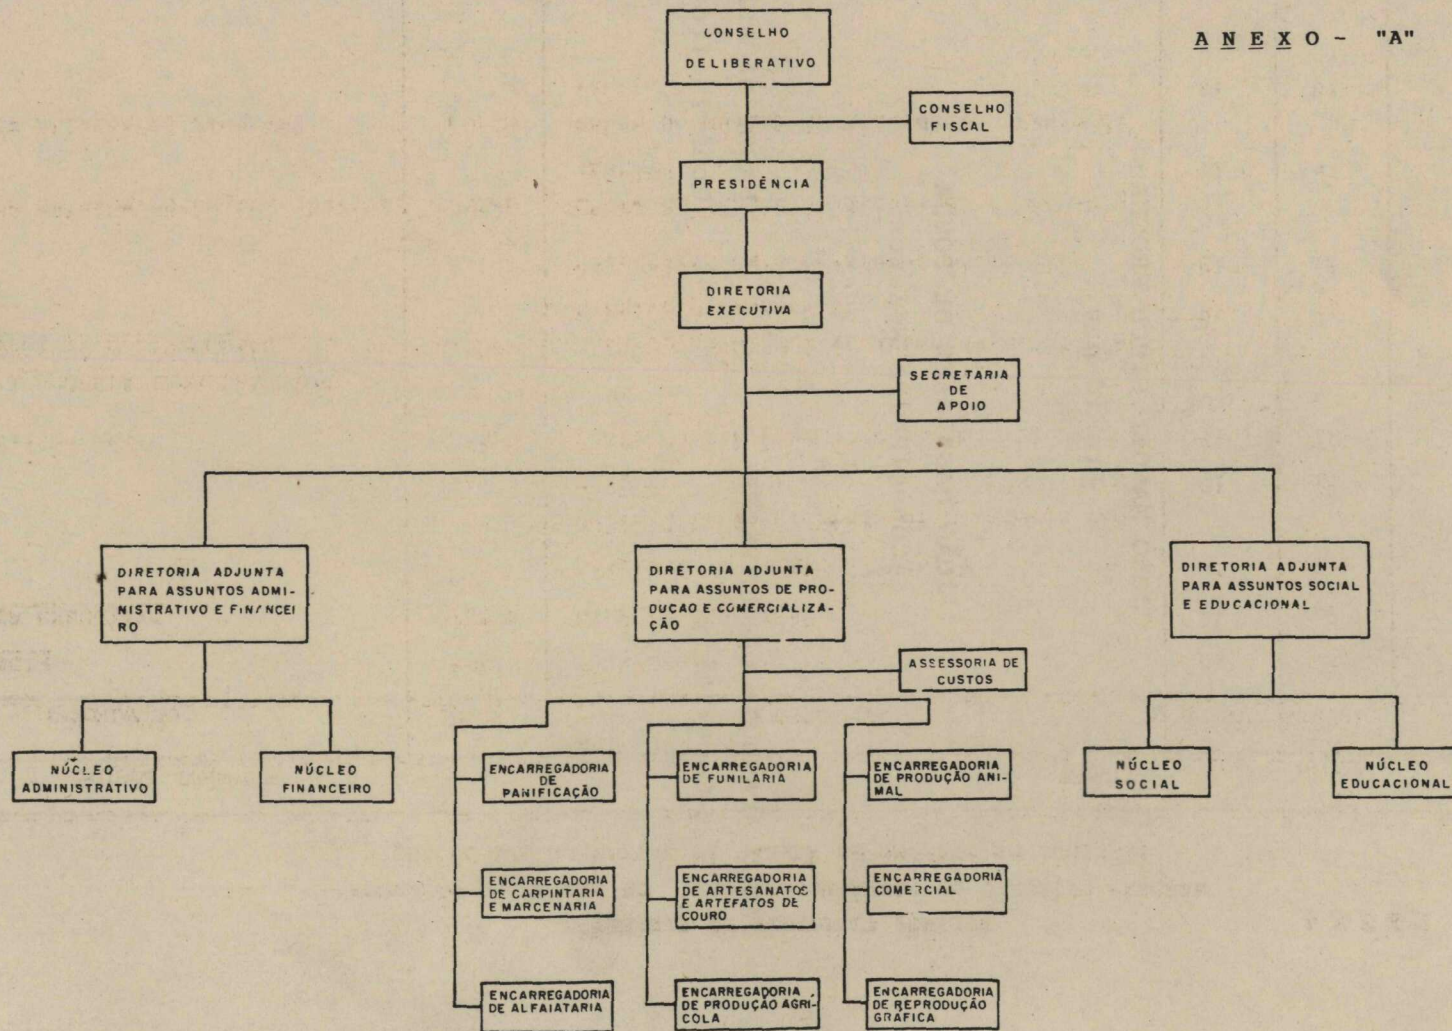 CONSELHO
DELIBERATIVO
ANEXO - "A"
CONSELHO
FISCAL
PRESIDÊNCIA
DIRETORIA
EXECUTIVA
SECRETARIA
DE
APOIO
DIRETORIA ADJUNTA
PARA ASSUNTOS ADMI-
NISTRATIVO E FINANCEI
RO
DIRETORIA ADJUNTA
PARA ASSUNTOS DE PRO-
DUÇAO E COMERCIALIZA-
ÇÃO
DIRETORIA ADJUNTA
PARA ASSUNTOS SOCIAL
E EDUCACIONAL
ASSESSORIA DE
CUSTOS
NÚCLEO
ADMINISTRATIVO
NÚCLEO
FINANCEIRO
ENCARREGADORIA
DE
PANIFICAÇÃO
ENCARREGADORIA
DE FUNILARIA
ENCARREGADORIA
DE PRODUÇÃO ANI-
MAL
NÚCLEO
SOCIAL
NÚCLEO
EDUCACIONAL
ENCARREGADORIA
DE CARPINTARIA
E MARCENARIA
ENCARREGADORIA
DE ARTESANATOS
E ARTEFATOS DE
COURO
ENCARREGADORIA
COMERCIAL
ENCARREGADORIA
DE ALFAIATARIA
ENCARREGADORIA
DE PRODUÇÃO AGRÍ-
COLA
ENCARREGADORIA
DE REPRODUÇÃO
GRÁFICA